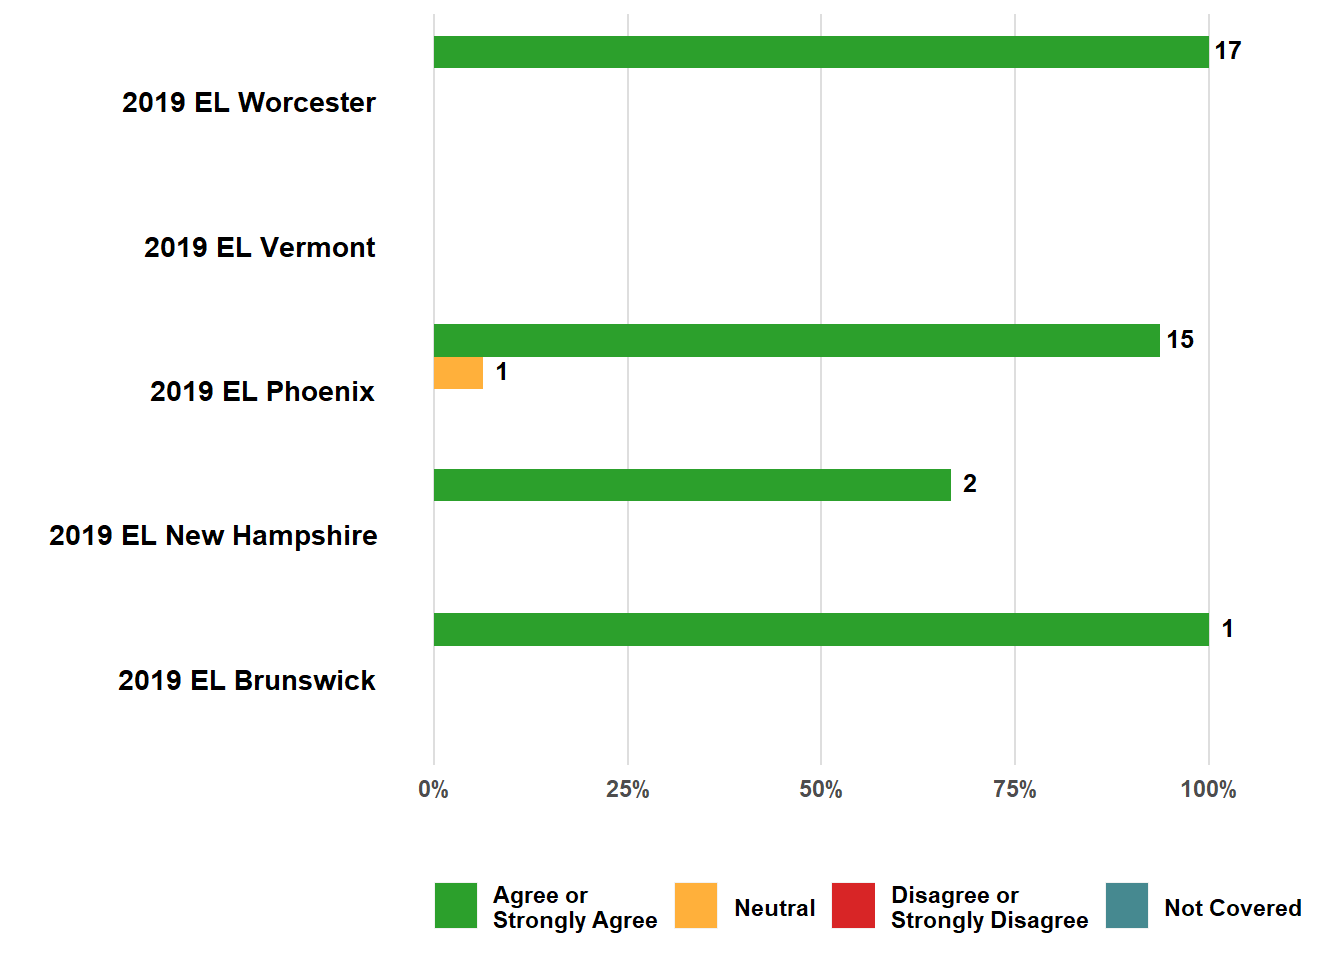 17
2019 EL Worcester
2019 EL Vermont
15
1
2019 EL Phoenix
2
2019 EL New Hampshire
1
2019 EL Brunswick
0% 25% 50% 75% 100%
Agree or
Strongly Agree
Neutral
Disagree or
Strongly Disagree
Not Covered